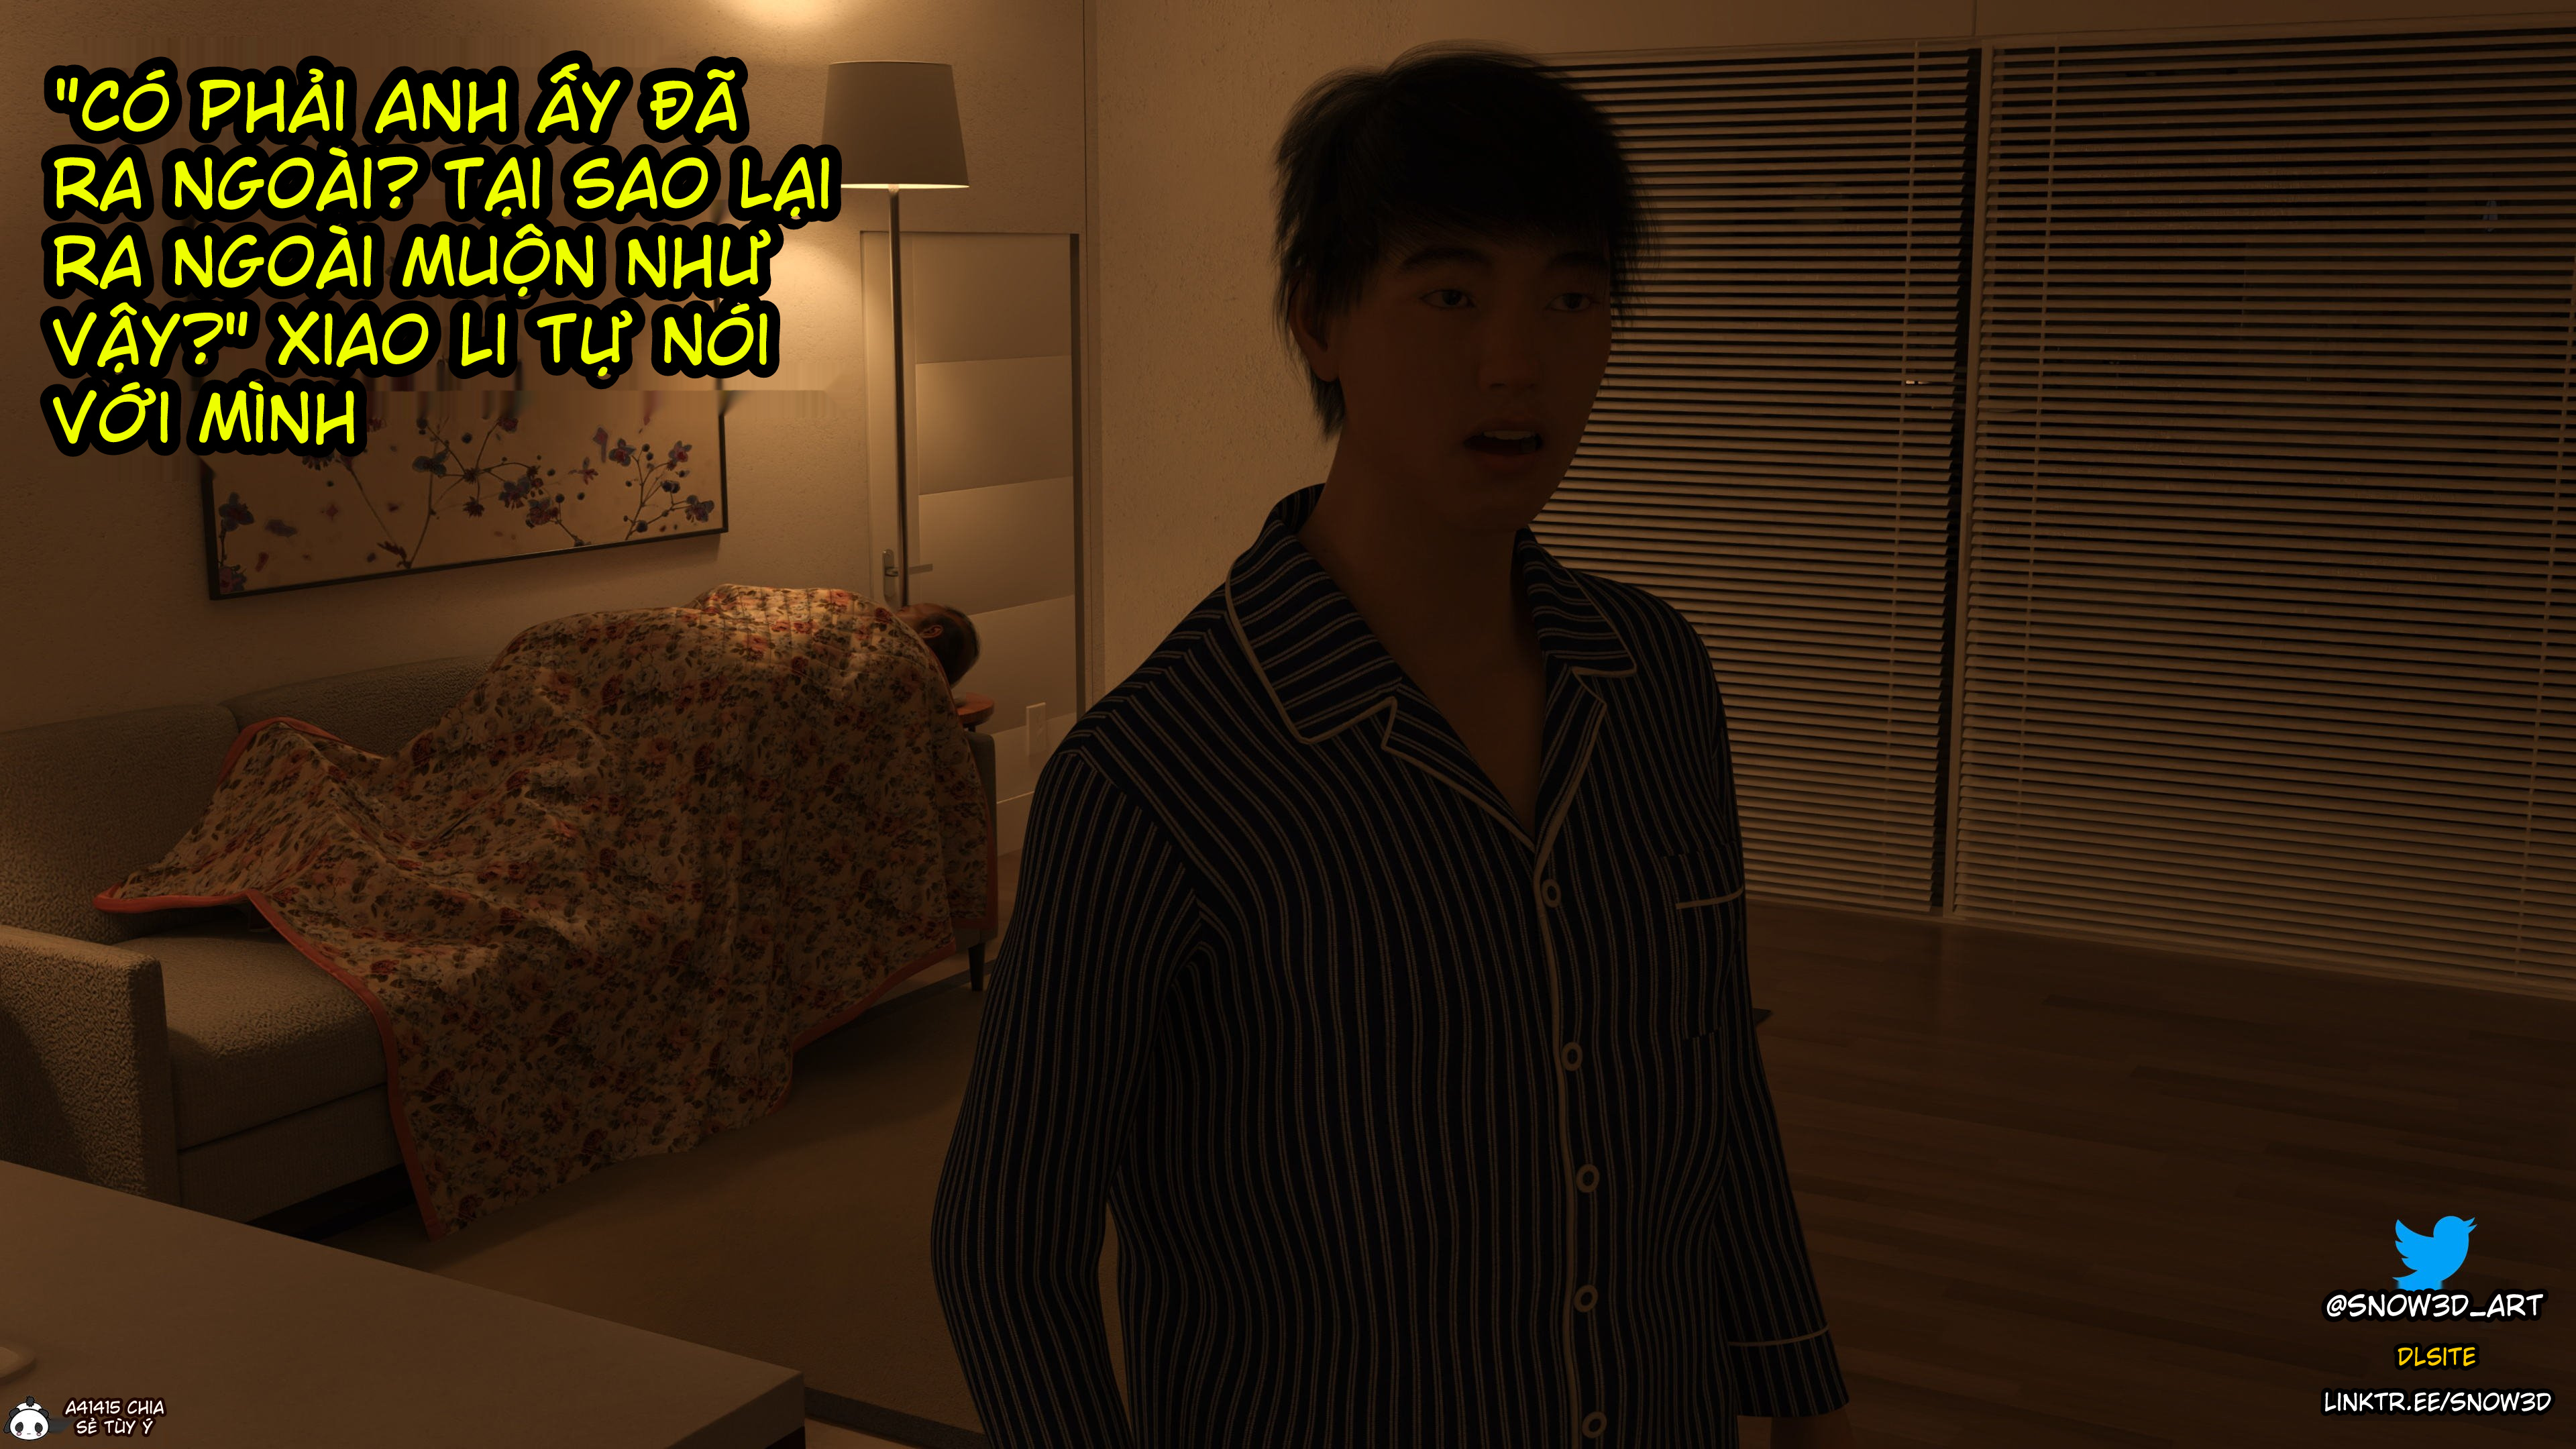 "CÓ PHẢI ANH ẤY ĐÃ
RA NGOÀI? TẠI SAO LẠI
RA NGOÀI MUỘN NHƯ
VẬY?" XIAO LI TỰ NÓI
VỚI MÌNH
@SNOW3D_ART
DLSITE
LINKTR.EE/SNOW3D
A41415 CHIA
SẺ TÙY Ý